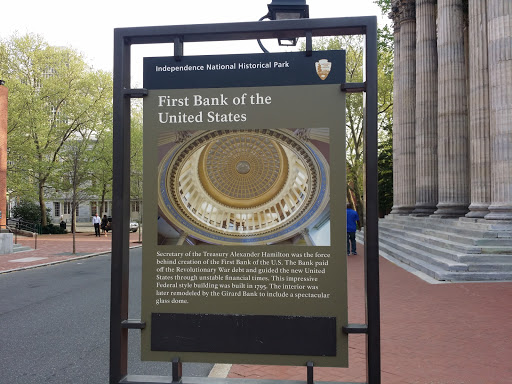 Independence National Historical Park
First Bank of the
United States
Secretary of the Treasury Alexander Hamilton was the force
behind creation of the First Bank of the U.S. The Bank paid
off the Revolutionary War debt and guided the new United
States through unstable financial times. This impressive
Federal style building was built in 1795. The interior was
later remodeled by the Girard Bank to include a spectacular
glass dome.